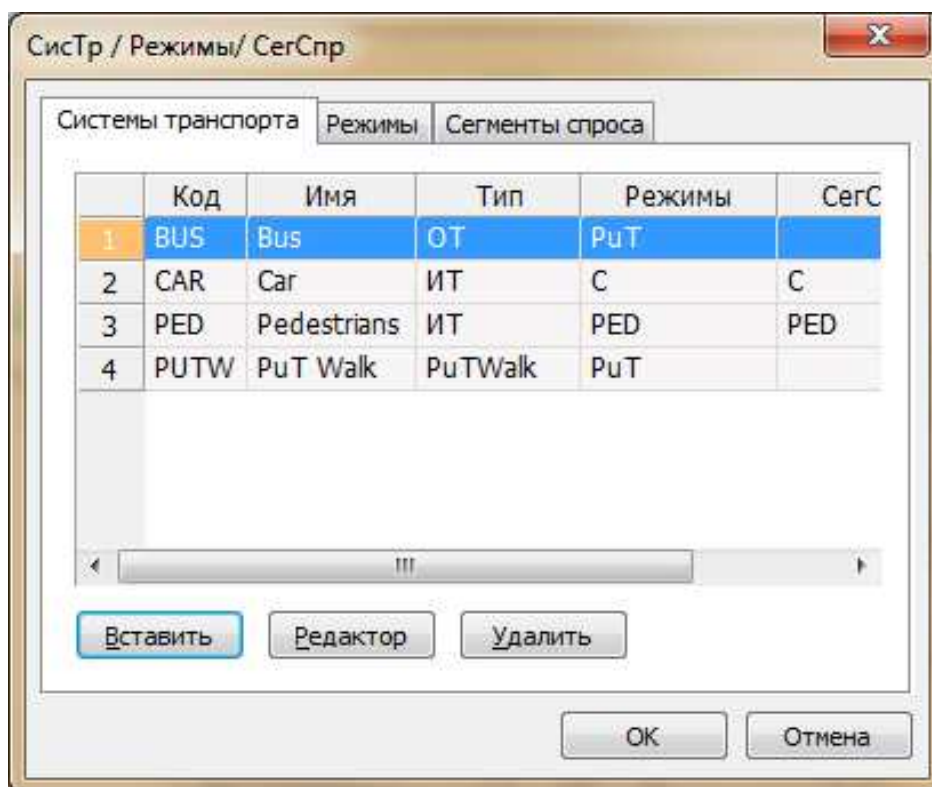 СисТр / Режимы/ СегСпр
Системы транспорта Режимы Сегменты спроса
Код Имя Тип Режимы СегС
1 BUS Bus ОТ PuT
2 CAR Car ИТ C C
3 PED Pedestrians ИТ PED PED
4 PUTW PuT Walk PuTWalk PuT
Вставить Редактор Удалить
OK Отмена